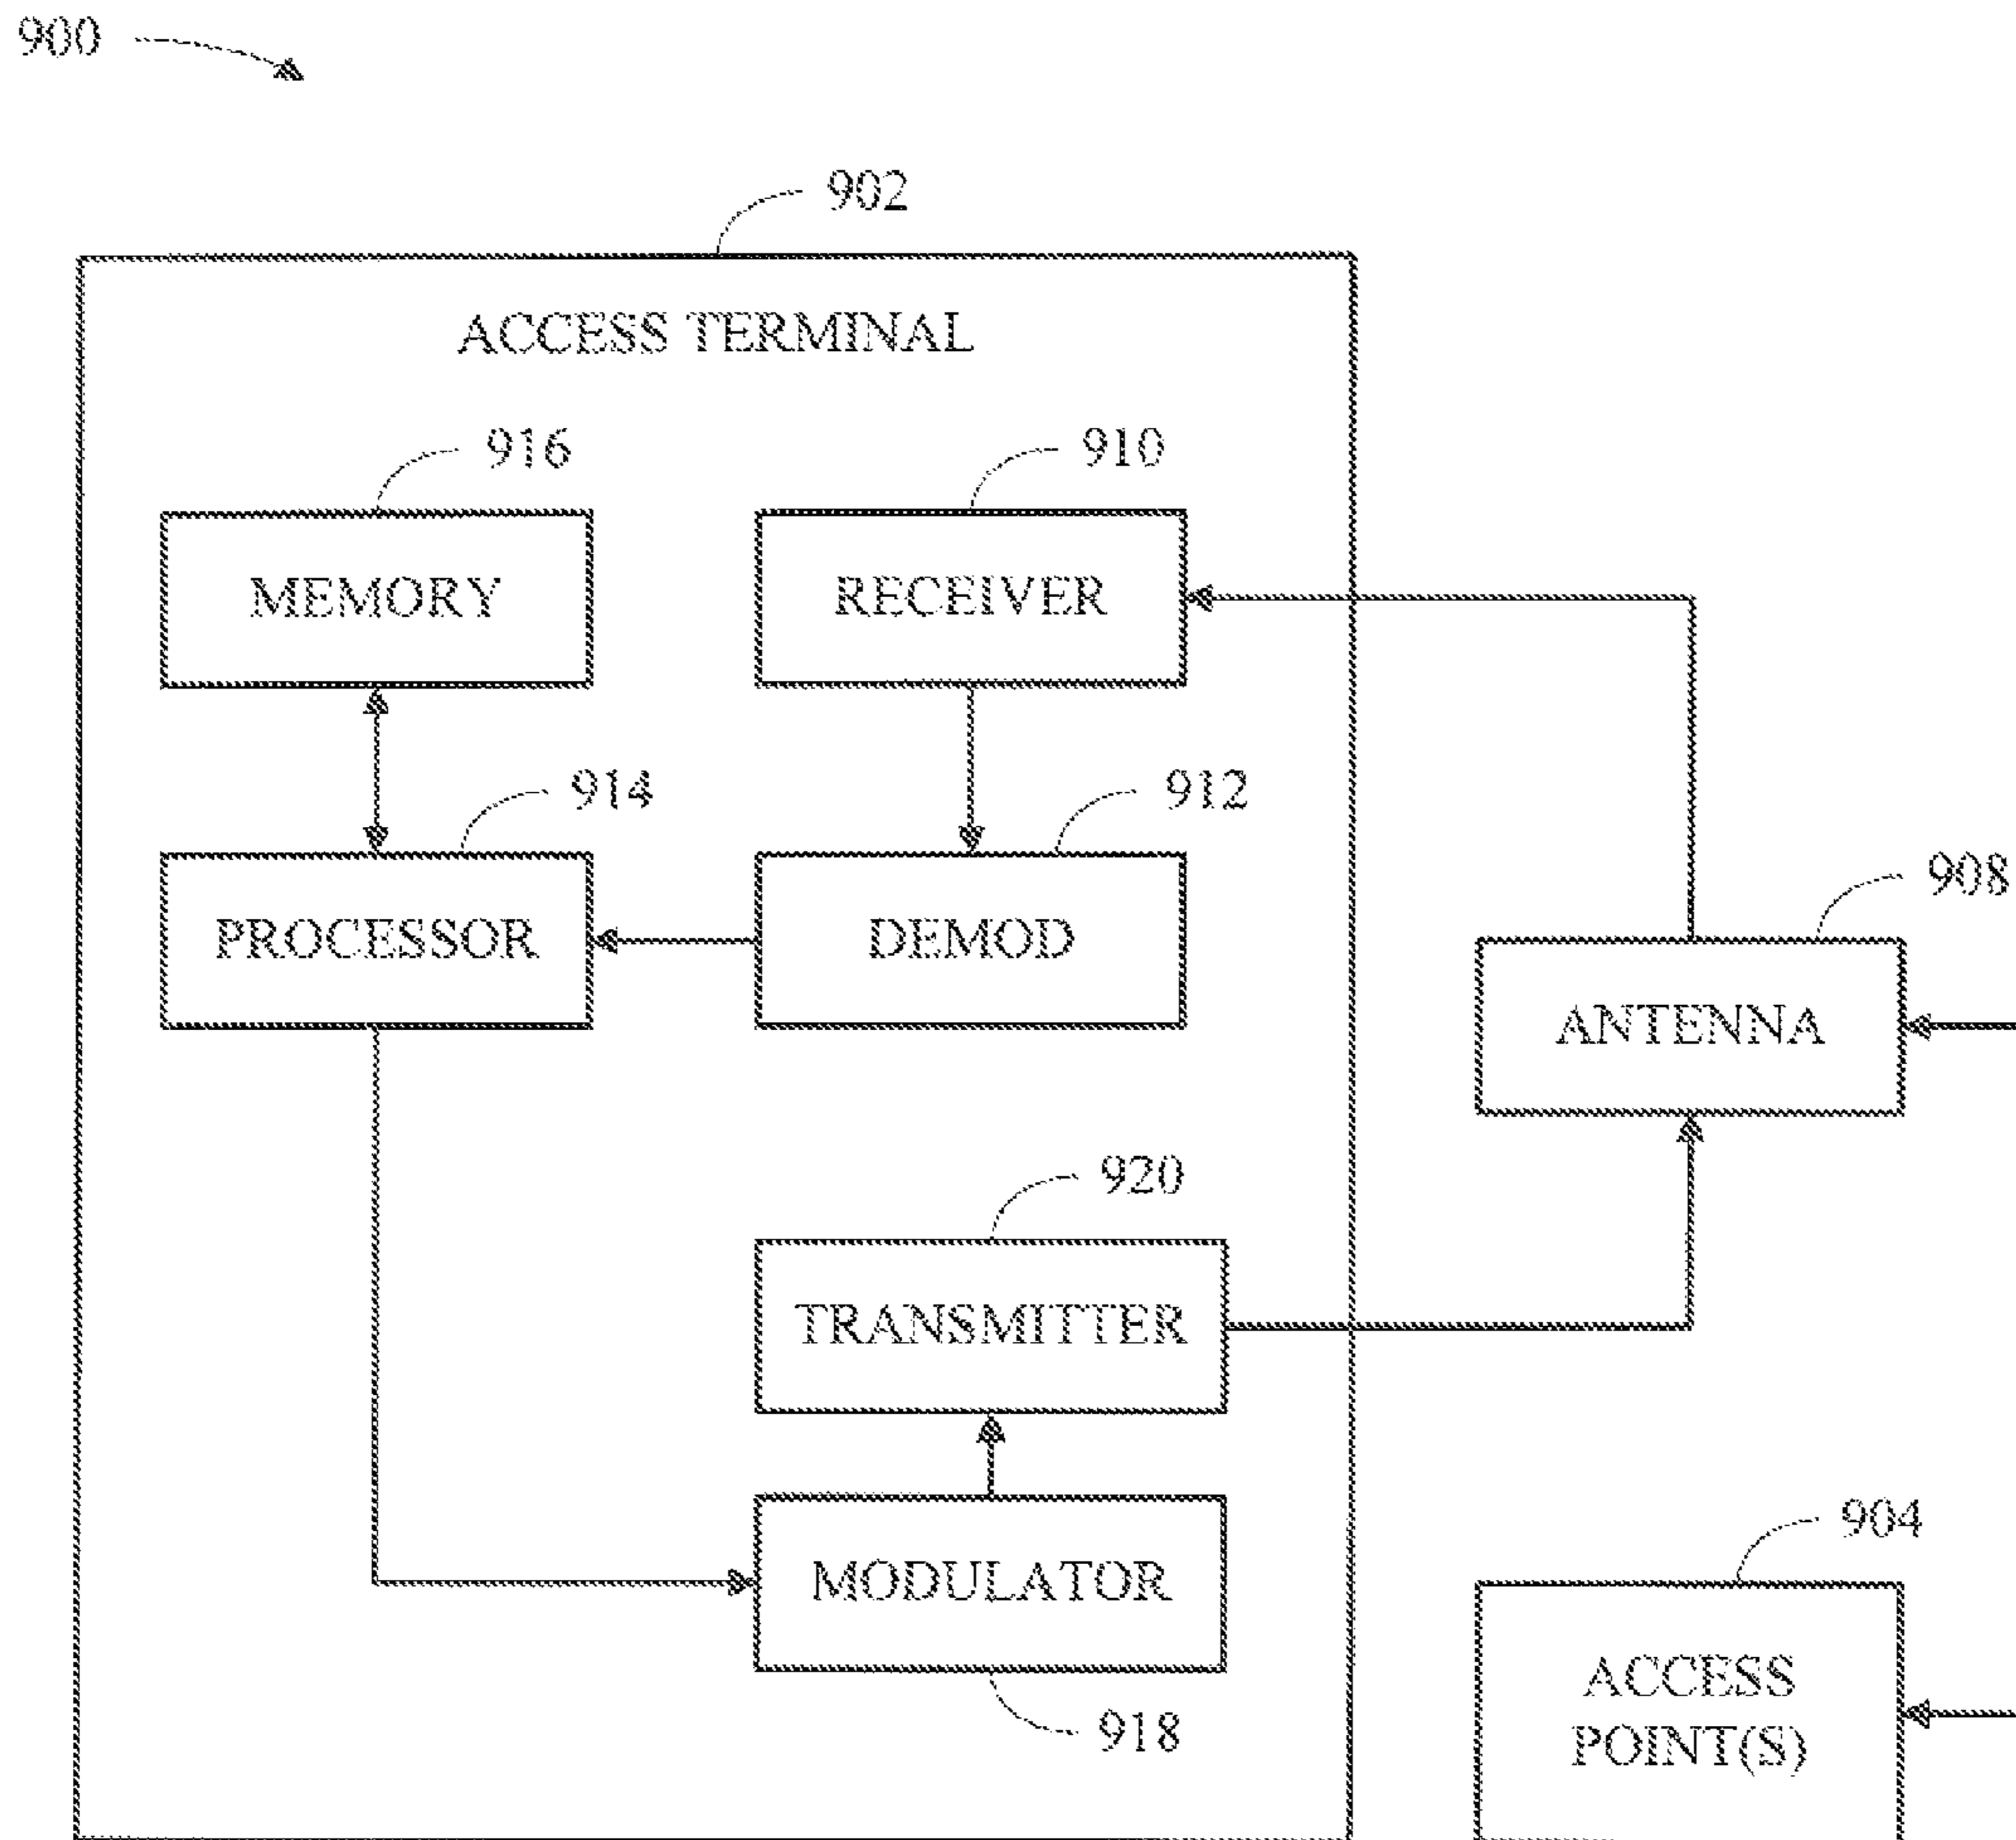 900
902
ACCESS TERMINAL
916
910
MEMORY
RECEIVER
914
912
908
PROCESSOR
DEMOD
ANTENNA
920
TRANSMITTER
904
MODULATOR
ACCESS
POINT(S)
918